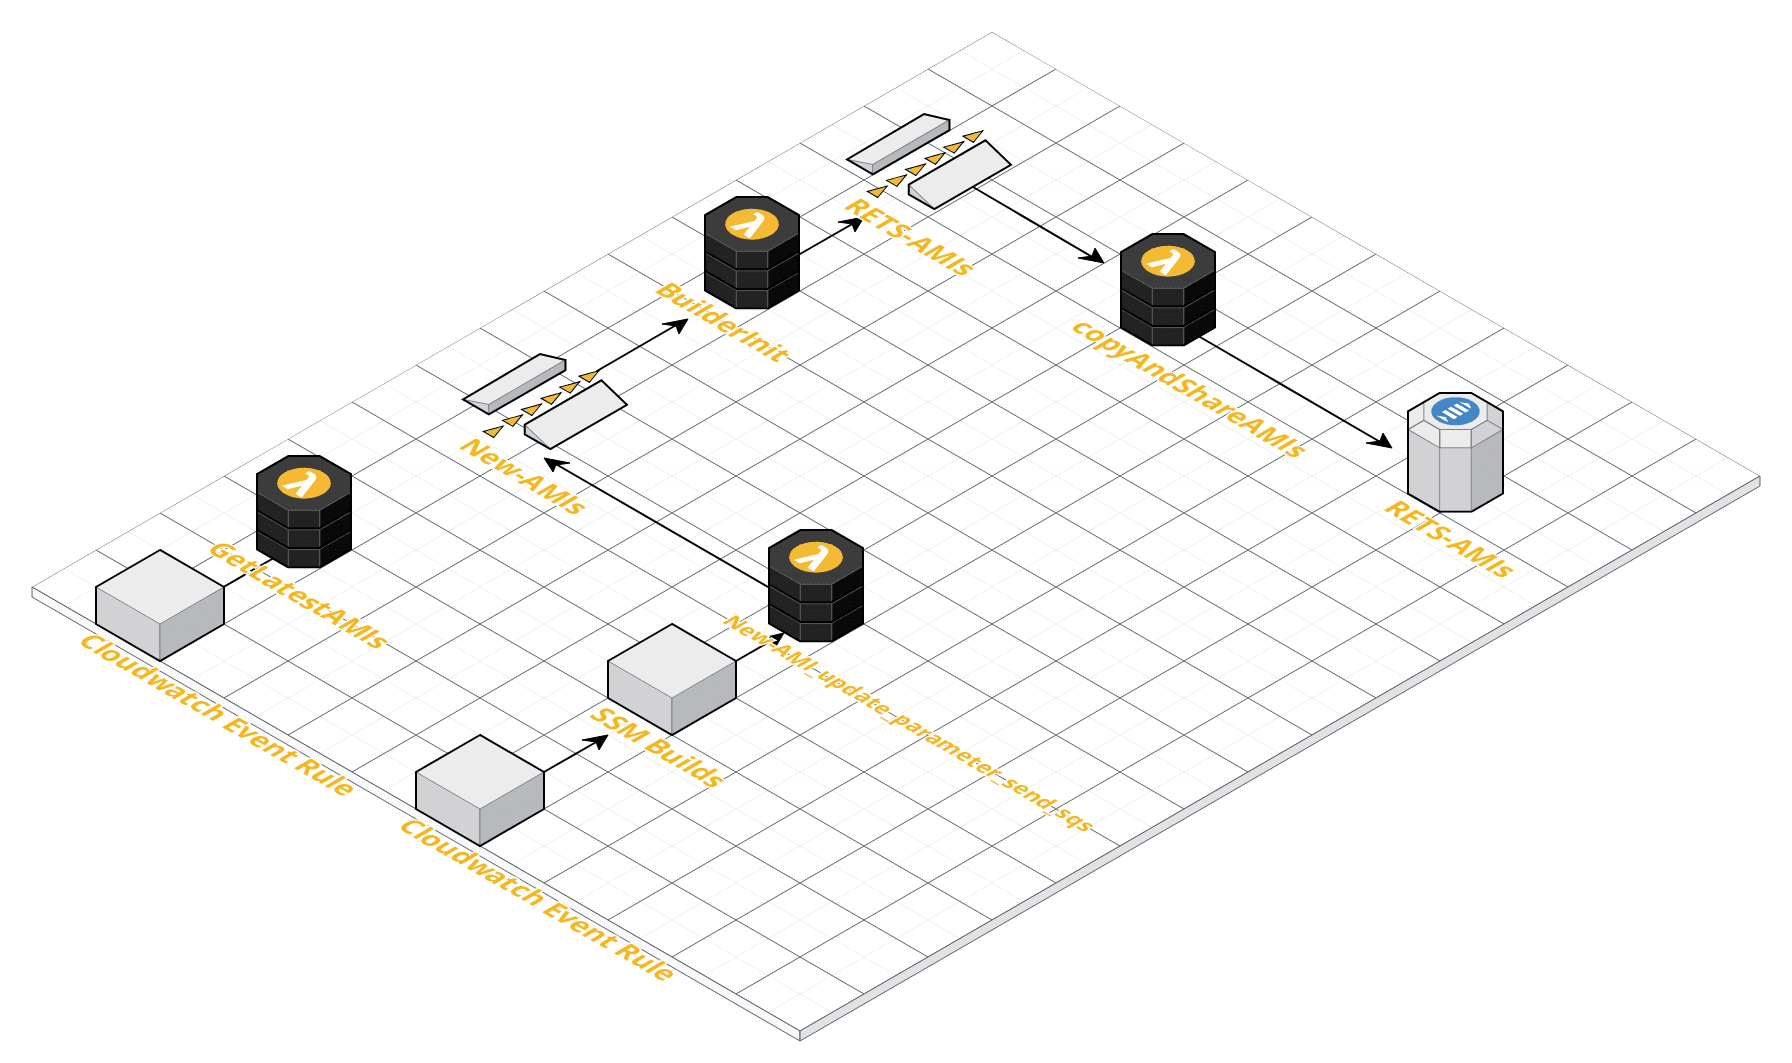 RETS-AMIs
BuilderInit
copyAndShareAMIs
New-AMIs
RETS-AMIs
GetLatestAMIs
New-AMI_update_parameter_send_sqs
Cloudwatch Event Rule
SSM Builds
Cloudwatch Event Rule